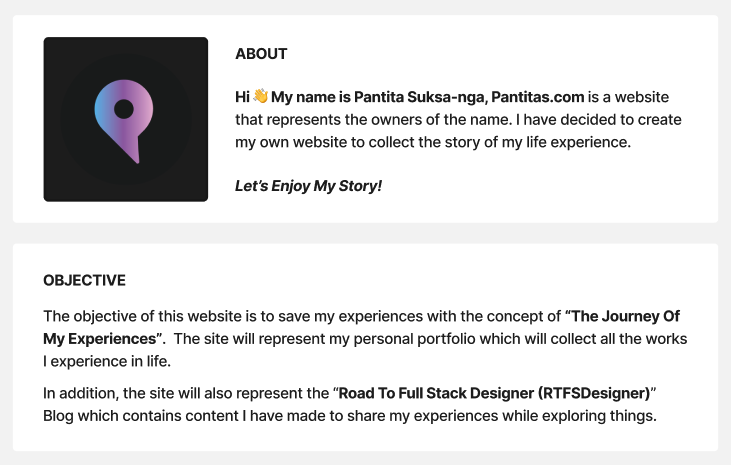 ABOUT
Hi 👋 My name is Pantita Suksa-nga, Pantitas.com is a website
that represents the owners of the name. I have decided to create
my own website to collect the story of my life experience.
Let’s Enjoy My Story!
OBJECTIVE
The objective of this website is to save my experiences with the concept of “The Journey Of
My Experiences”.  The site will represent my personal portfolio which will collect all the works
I experience in life.
In addition, the site will also represent the “Road To Full Stack Designer (RTFSDesigner)”
Blog which contains content I have made to share my experiences while exploring things.